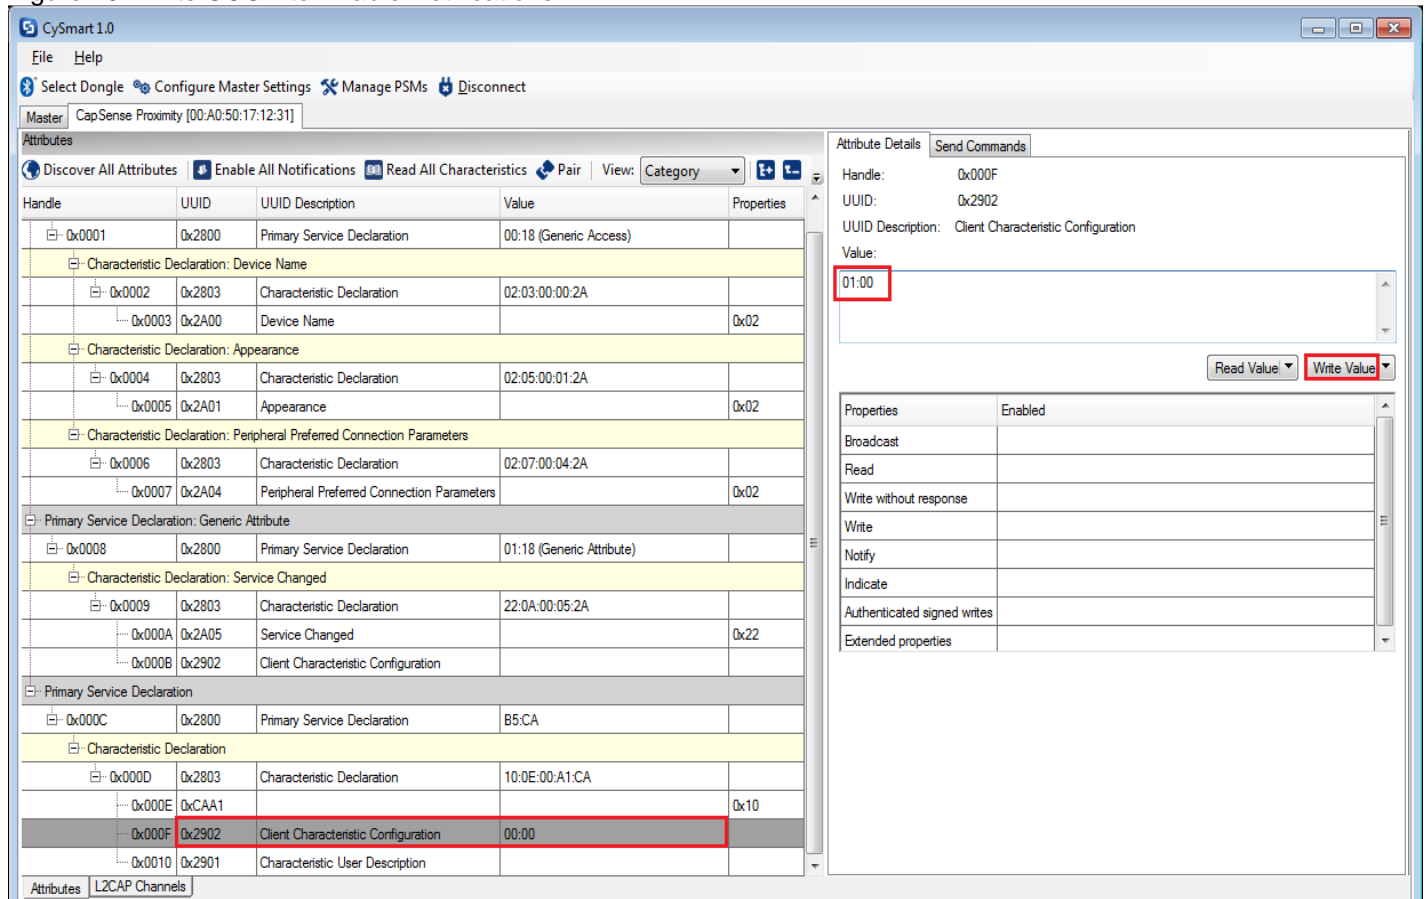 CySmart 1.0
File Help
Select Dongle Configure Master Settings Manage PSMs Disconnect
Master CapSense Proximity [00:A0:50:17:12:31]
Attributes
Discover All Attributes Enable All Notifications Read All Characteristics Pair View: Category
Handle UUID UUID Description Value Properties
0x0001 0x2800 Primary Service Declaration 00:18 (Generic Access)
Characteristic Declaration: Device Name
0x0002 0x2803 Characteristic Declaration 02:03:00:00:2A
0x0003 0x2A00 Device Name 0x02
Characteristic Declaration: Appearance
0x0004 0x2803 Characteristic Declaration 02:05:00:01:2A
0x0005 0x2A01 Appearance 0x02
Characteristic Declaration: Peripheral Preferred Connection Parameters
0x0006 0x2803 Characteristic Declaration 02:07:00:04:2A
0x0007 0x2A04 Peripheral Preferred Connection Parameters 0x02
Primary Service Declaration: Generic Attribute
0x0008 0x2800 Primary Service Declaration 01:18 (Generic Attribute)
Characteristic Declaration: Service Changed
0x0009 0x2803 Characteristic Declaration 22:0A:00:05:2A
0x000A 0x2A05 Service Changed 0x22
0x000B 0x2902 Client Characteristic Configuration
Primary Service Declaration
0x000C 0x2800 Primary Service Declaration B5:CA
Characteristic Declaration
0x000D 0x2803 Characteristic Declaration 10:0E:00:A1:CA
0x000E 0xCAA1 0x10
0x000F 0x2902 Client Characteristic Configuration 00:00
0x0010 0x2901 Characteristic User Description
Attributes L2CAP Channels
Attribute Details Send Commands
Handle: 0x000F
UUID: 0x2902
UUID Description: Client Characteristic Configuration
Value:
01:00
Read Value Write Value
Properties Enabled
Broadcast
Read
Write without response
Write
Notify
Indicate
Authenticated signed writes
Extended properties